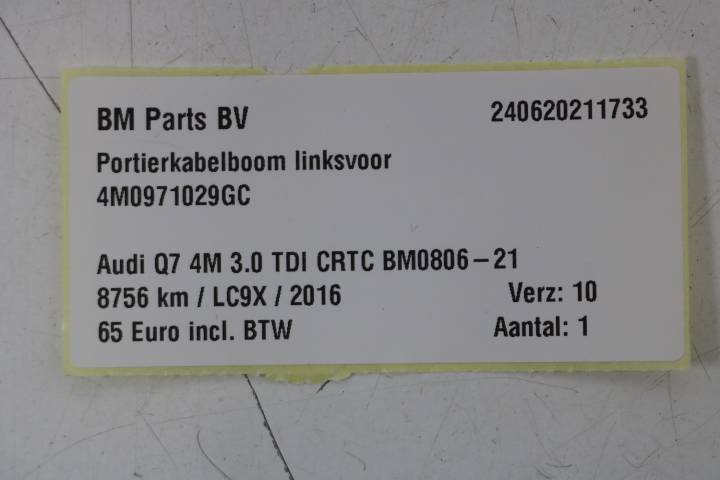 BM Parts BV 240620211733
Portierkabelboom linksvoor
4M0971029GC
Audi Q7 4M 3.0 TDI CRTC BM0806-21
8756 km / LC9X / 2016 Verz: 10
65 Euro incl. BTW Aantal: 1